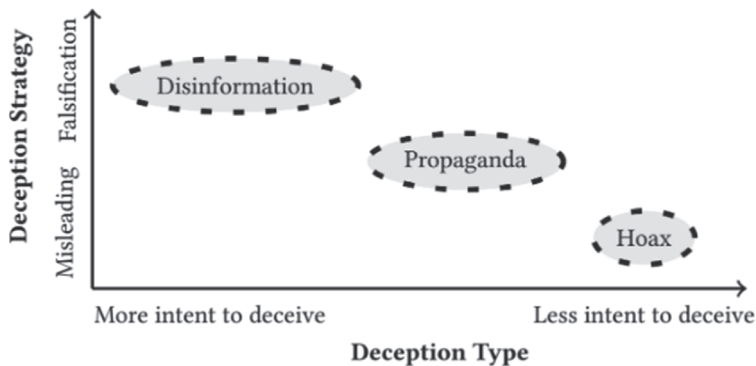 Deception Strategy
Falsification
Misleading
Disinformation
Propaganda
Hoax
More intent to deceive
Less intent to deceive
Deception Type